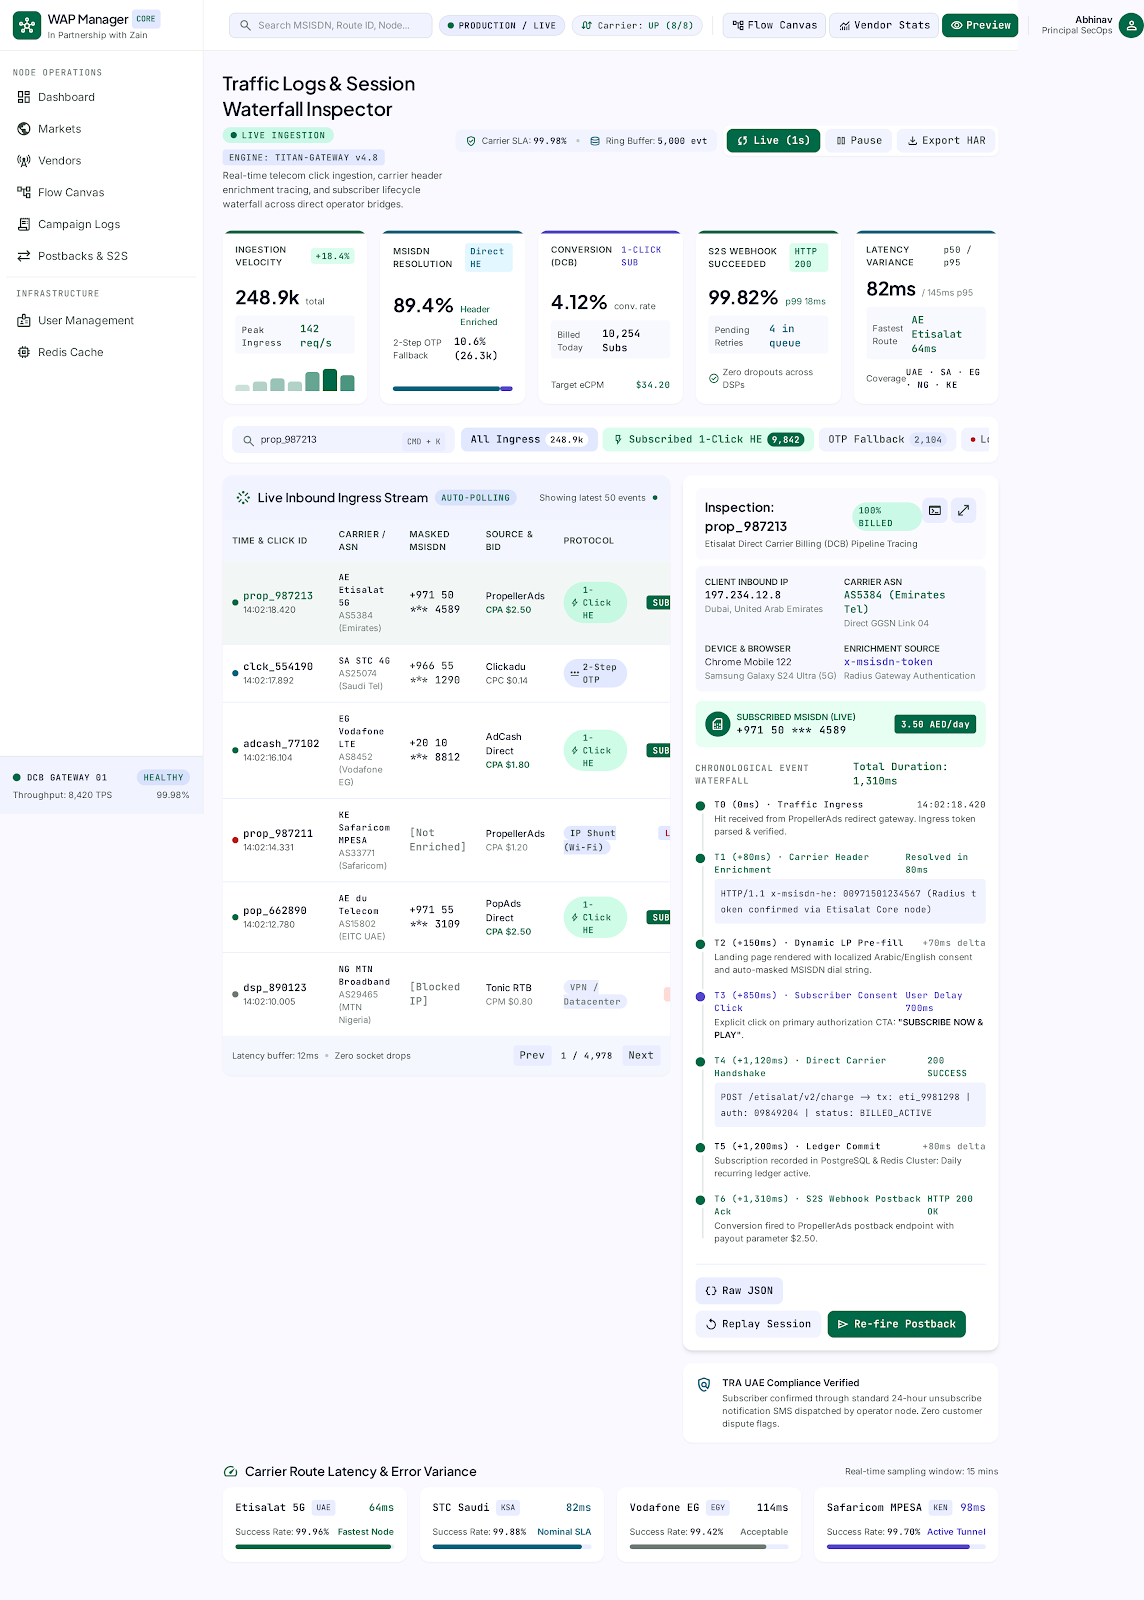 WAP Manager CORE
In Partnership with Zain
Search MSISDN, Route ID, Node...
PRODUCTION / LIVE
Carrier: UP (8/8)
Flow Canvas
Vendor Stats
Preview
Abhinav
Principal SecOps
NODE OPERATIONS
Dashboard
Markets
Vendors
Flow Canvas
Campaign Logs
Postbacks & S2S
INFRASTRUCTURE
User Management
Redis Cache
DCB GATEWAY 01 HEALTHY
Throughput: 8,420 TPS 99.98%
Traffic Logs & Session
Waterfall Inspector
LIVE INGESTION
ENGINE: TITAN-GATEWAY v4.8
Real-time telecom click ingestion, carrier header
enrichment tracing, and subscriber lifecycle
waterfall across direct operator bridges.
Carrier SLA: 99.98% • Ring Buffer: 5,000 evt
Live (1s)
Pause
Export HAR
INGESTION
VELOCITY
+18.4%
248.9k total
Peak
Ingress
142
req/s
MSISDN
RESOLUTION
Direct
HE
89.4% Header
Enriched
2-Step OTP
Fallback
10.6%
(26.3k)
CONVERSION
(DCB)
1-CLICK
SUB
4.12% conv. rate
Billed
Today
10,254
Subs
Target eCPM $34.20
S2S WEBHOOK
SUCCEEDED
HTTP
200
99.82% p99 18ms
Pending
Retries
4 in
queue
Zero dropouts across
DSPs
LATENCY
VARIANCE
p50 /
p95
82ms / 145ms p95
Fastest
Route
AE
Etisalat
64ms
Coverage
UAE · SA · EG
· NG · KE
prop_987213 CMD + K
All Ingress 248.9k
Subscribed 1-Click HE 9,842
OTP Fallback 2,104
Live Inbound Ingress Stream AUTO-POLLING
Showing latest 50 events
TIME & CLICK ID
CARRIER /
ASN
MASKED
MSISDN
SOURCE &
BID
PROTOCOL
prop_987213
14:02:18.420
AE
Etisalat
5G
AS5384
(Emirates)
+971 50
*** 4589
PropellerAds
CPA $2.50
1-
Click
HE
SUB
clck_554190
14:02:17.892
SA STC 4G
AS25074
(Saudi Tel)
+966 55
*** 1290
Clickadu
CPC $0.14
2-Step
OTP
adcash_77102
14:02:16.104
EG
Vodafone
LTE
AS8452
(Vodafone
EG)
+20 10
*** 8812
AdCash
Direct
CPA $1.80
1-
Click
HE
SUB
prop_987211
14:02:14.331
KE
Safaricom
MPESA
AS33771
(Safaricom)
[Not
Enriched]
PropellerAds
CPA $1.20
IP Shunt
(Wi-Fi)
L
pop_662890
14:02:12.780
AE du
Telecom
AS15802
(EITC UAE)
+971 55
*** 3109
PopAds
Direct
CPA $2.50
1-
Click
HE
SUB
dsp_890123
14:02:10.005
NG MTN
Broadband
AS29465
(MTN
Nigeria)
[Blocked
IP]
Tonic RTB
CPM $0.80
VPN /
Datacenter
Latency buffer: 12ms • Zero socket drops
Prev 1 / 4,978 Next
Inspection:
prop_987213
100%
BILLED
Etisalat Direct Carrier Billing (DCB) Pipeline Tracing
CLIENT INBOUND IP
197.234.12.8
Dubai, United Arab Emirates
CARRIER ASN
AS5384 (Emirates
Tel)
Direct GGSN Link 04
DEVICE & BROWSER
Chrome Mobile 122
Samsung Galaxy S24 Ultra (5G)
ENRICHMENT SOURCE
x-msisdn-token
Radius Gateway Authentication
SUBSCRIBED MSISDN (LIVE)
+971 50 *** 4589
3.50 AED/day
CHRONOLOGICAL EVENT
WATERFALL
Total Duration:
1,310ms
T0 (0ms) · Traffic Ingress 14:02:18.420
Hit received from PropellerAds redirect gateway. Ingress token
parsed & verified.
T1 (+80ms) · Carrier Header
Enrichment
Resolved in
80ms
HTTP/1.1 x-msisdn-he: 00971501234567 (Radius t
oken confirmed via Etisalat Core node)
T2 (+150ms) · Dynamic LP Pre-fill +70ms delta
Landing page rendered with localized Arabic/English consent
and auto-masked MSISDN dial string.
T3 (+850ms) · Subscriber Consent
Click
User Delay
700ms
Explicit click on primary authorization CTA: "SUBSCRIBE NOW &
PLAY".
T4 (+1,120ms) · Direct Carrier
Handshake
200
SUCCESS
POST /etisalat/v2/charge → tx: eti_9981298 |
auth: 09849204 | status: BILLED_ACTIVE
T5 (+1,200ms) · Ledger Commit +80ms delta
Subscription recorded in PostgreSQL & Redis Cluster: Daily
recurring ledger active.
T6 (+1,310ms) · S2S Webhook Postback
Ack
HTTP 200
OK
Conversion fired to PropellerAds postback endpoint with
payout parameter $2.50.
Raw JSON
Replay Session
Re-fire Postback
TRA UAE Compliance Verified
Subscriber confirmed through standard 24-hour unsubscribe
notification SMS dispatched by operator node. Zero customer
dispute flags.
Carrier Route Latency & Error Variance
Real-time sampling window: 15 mins
Etisalat 5G UAE 64ms
Success Rate: 99.96% Fastest Node
STC Saudi KSA 82ms
Success Rate: 99.88% Nominal SLA
Vodafone EG EGY 114ms
Success Rate: 99.42% Acceptable
Safaricom MPESA KEN 98ms
Success Rate: 99.70% Active Tunnel